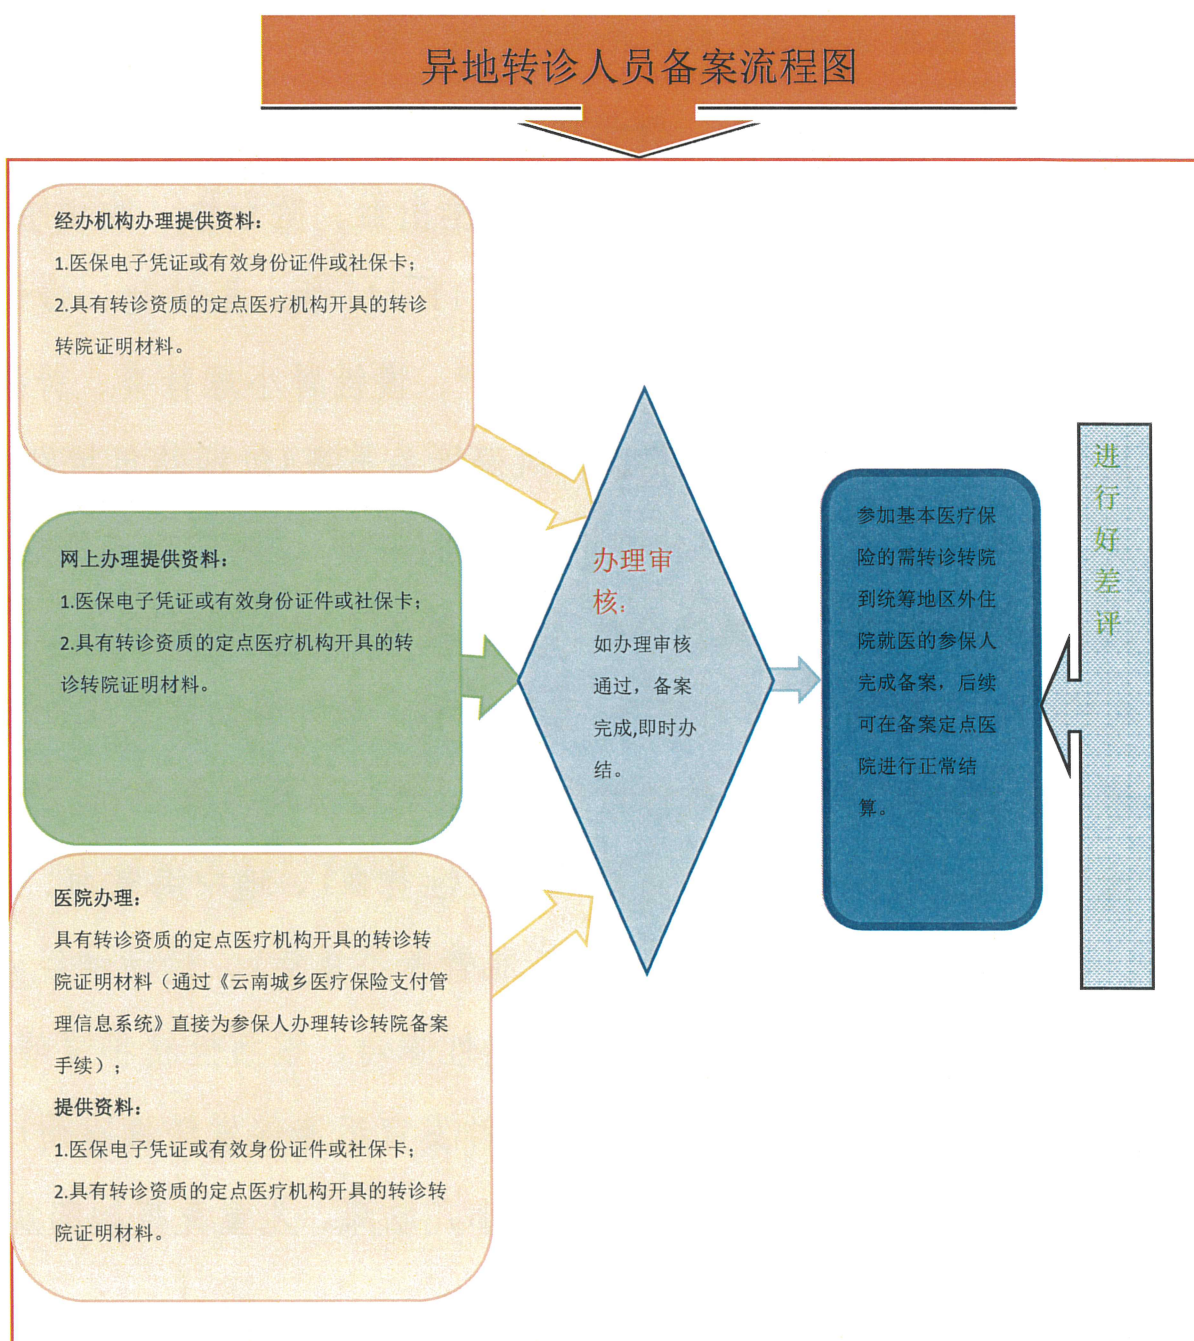 异地转诊人员备案流程图
经办机构办理提供资料：
1.医保电子凭证或有效身份证件或社保卡；
2.具有转诊资质的定点医疗机构开具的转诊
转院证明材料。
网上办理提供资料：
1.医保电子凭证或有效身份证件或社保卡；
2.具有转诊资质的定点医疗机构开具的转
诊转院证明材料。
医院办理：
具有转诊资质的定点医疗机构开具的转诊转
院证明材料（通过《云南城乡医疗保险支付管
理信息系统》直接为参保人办理转诊转院备案
手续）；
提供资料：
1.医保电子凭证或有效身份证件或社保卡；
2.具有转诊资质的定点医疗机构开具的转诊转
院证明材料。
办理审
核：
如办理审核
通过，备案
完成,即时办
结。
参加基本医疗保
险的需转诊转院
到统筹地区外住
院就医的参保人
完成备案，后续
可在备案定点医
院进行正常结
算。
进行好差评